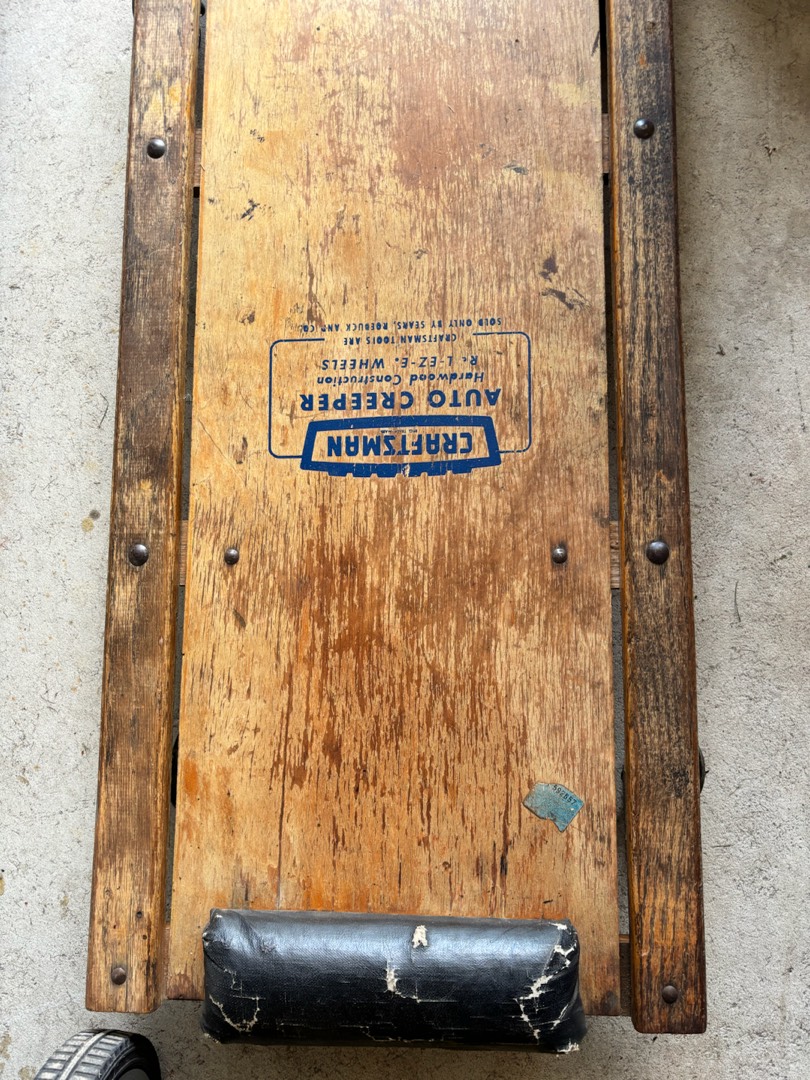 CRAFTSMAN
AUTO CREEPER
Hardwood Construction
L-EZ-E. WHEELS
CRAFTSMAN TOOLS ARE
SOLD ONLY BY SEARS, ROEBUCK AND CO.